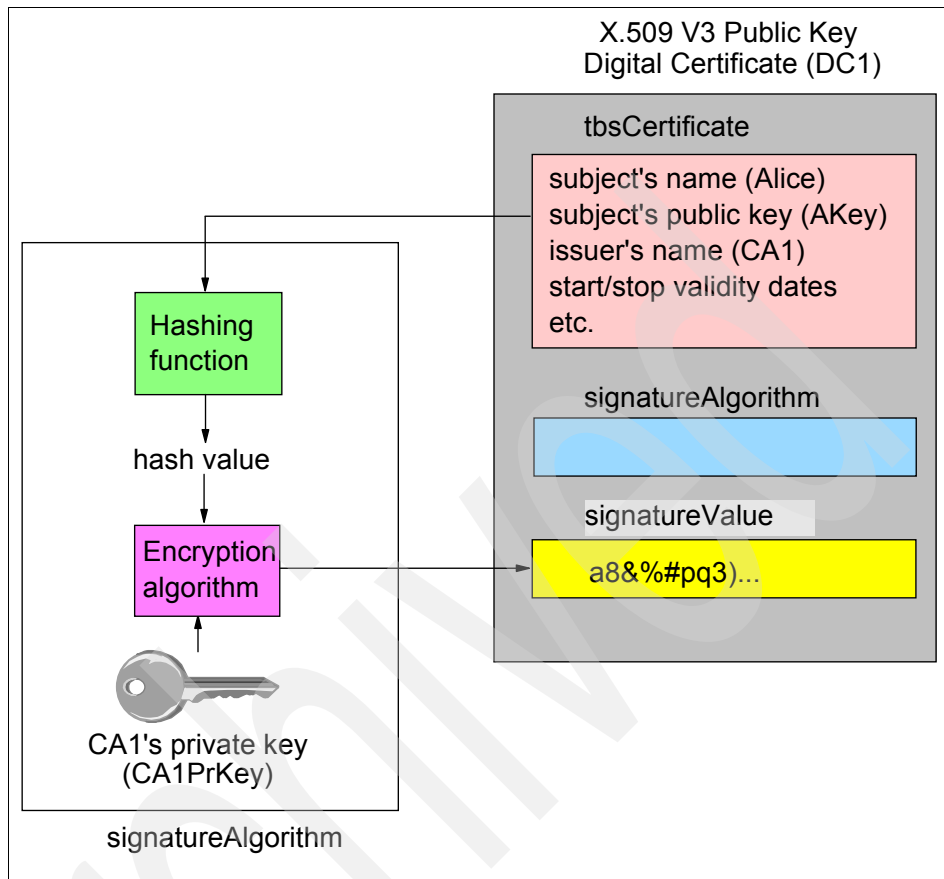 X.509 V3 Public Key
Digital Certificate (DC1)
tbsCertificate
subject's name (Alice)
subject's public key (AKey)
issuer's name (CA1)
start/stop validity dates
etc.
signatureAlgorithm
signatureValue
a8&%#pq3)...
Hashing
function
hash value
Encryption
algorithm
CA1's private key
(CA1PrKey)
signatureAlgorithm